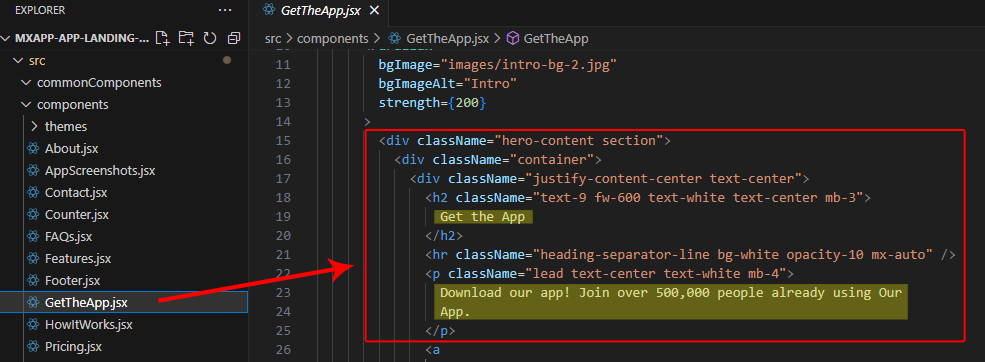 EXPLORER
MXAPP-APP-LANDING-...
src
commonComponents
components
themes
About.jsx
AppScreenshots.jsx
Contact.jsx
Counter.jsx
FAQs.jsx
Features.jsx
Footer.jsx
GetTheApp.jsx
HowItWorks.jsx
Pricing.jsx
GetTheApp.jsx
src > components > GetTheApp.jsx > GetTheApp
11 bgImage="images/intro-bg-2.jpg"
12 bgImageAlt="Intro"
13 strength={200}
14 >
15 <div className="hero-content section">
16 <div className="container">
17 <div className="justify-content-center text-center">
18 <h2 className="text-9 fw-600 text-white text-center mb-3">
19 Get the App
20 </h2>
21 <hr className="heading-separator-line bg-white opacity-10 mx-auto" />
22 <p className="lead text-center text-white mb-4">
23 Download our app! Join over 500,000 people already using Our
24 App.
25 </p>
26 <a